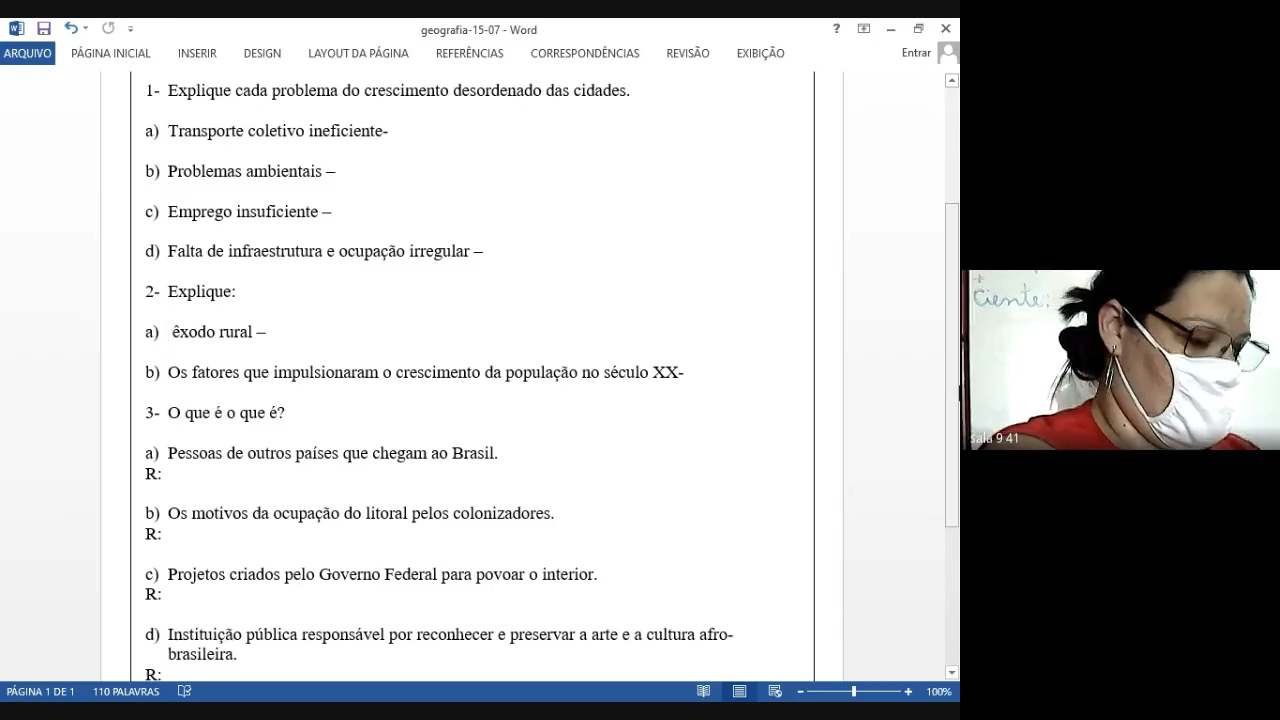 geografia-15-07 - Word
ARQUIVO PÁGINA INICIAL INSERIR DESIGN LAYOUT DA PÁGINA REFERÊNCIAS CORRESPONDÊNCIAS REVISÃO EXIBIÇÃO Entrar
1- Explique cada problema do crescimento desordenado das cidades.
a) Transporte coletivo ineficiente-
b) Problemas ambientais –
c) Emprego insuficiente –
d) Falta de infraestrutura e ocupação irregular –
2- Explique:
a) êxodo rural –
b) Os fatores que impulsionaram o crescimento da população no século XX-
3- O que é o que é?
a) Pessoas de outros países que chegam ao Brasil.
R:
b) Os motivos da ocupação do litoral pelos colonizadores.
R:
c) Projetos criados pelo Governo Federal para povoar o interior.
R:
d) Instituição pública responsável por reconhecer e preservar a arte e a cultura afro-
brasileira.
R:
PÁGINA 1 DE 1 110 PALAVRAS 100%
Ciente:
sala 9 41